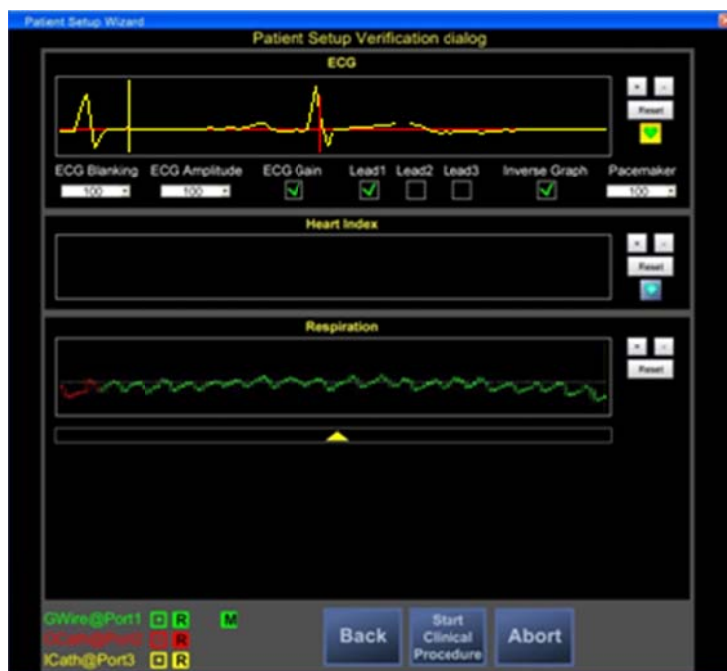 Patient Setup Wizard
Patient Setup Verification dialog
ECG
+ -
Reset
ECG Blanking ECG Amplitude ECG Gain Lead1 Lead2 Lead3 Inverse Graph Pacemaker
100 100 100
Heart Index
+ -
Reset
Respiration
+ -
Reset
GWire@Port1 R M
GCath@Port2 R
ICath@Port3 R
Back Start Clinical Procedure Abort